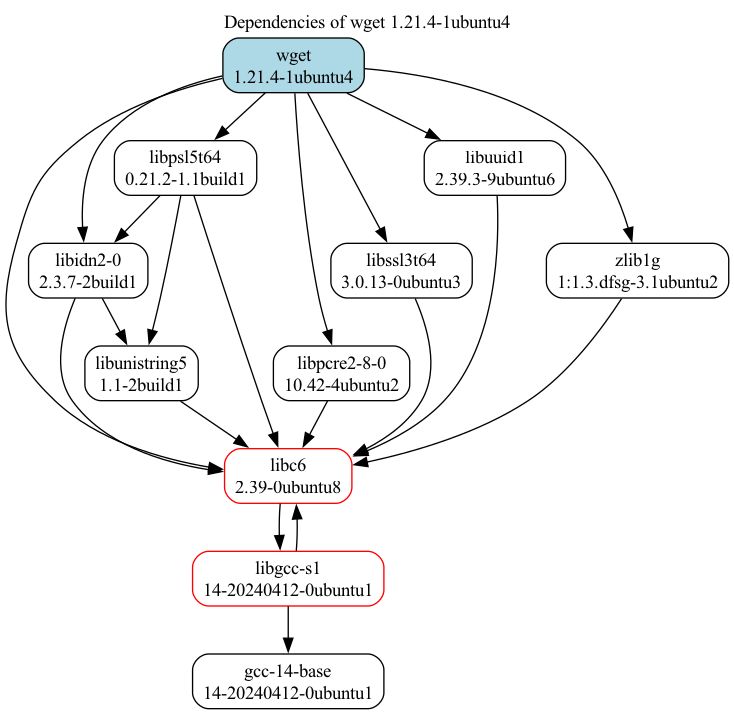 Dependencies of wget 1.21.4-1ubuntu4
wget
1.21.4-1ubuntu4
libpsl5t64
0.21.2-1.1build1
libuuid1
2.39.3-9ubuntu6
libidn2-0
2.3.7-2build1
libssl3t64
3.0.13-0ubuntu3
zlib1g
1:1.3.dfsg-3.1ubuntu2
libunistring5
1.1-2build1
libpcre2-8-0
10.42-4ubuntu2
libc6
2.39-0ubuntu8
libgcc-s1
14-20240412-0ubuntu1
gcc-14-base
14-20240412-0ubuntu1